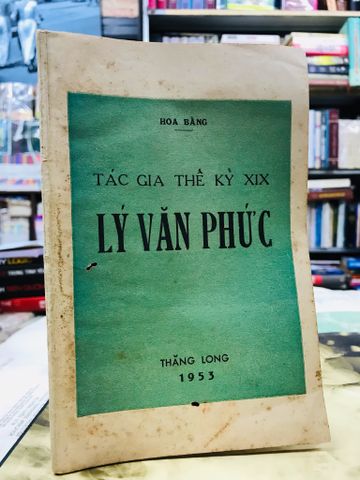 HOA BẰNG
TÁC GIA THẾ KỶ XIX
LÝ VĂN PHỨC
THĂNG LONG
1953